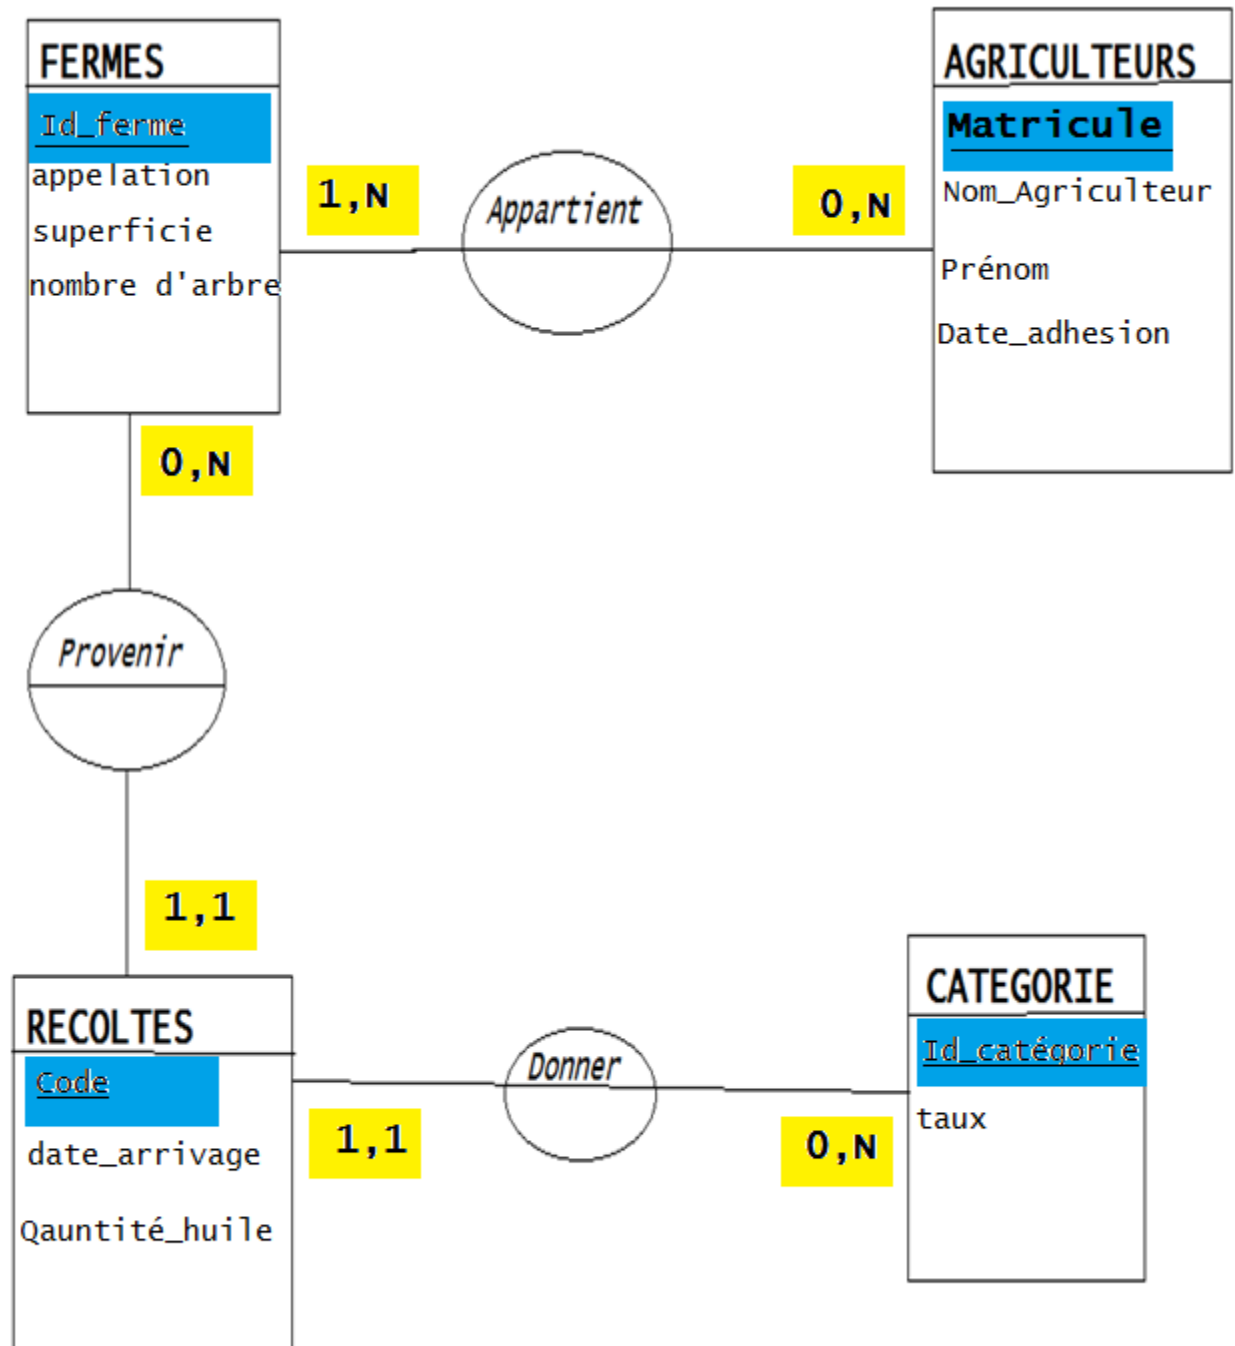 FERMES
Id_ferme
appelation
superficie
nombre d'arbre
1,N
Appartient
0,N
AGRICULTEURS
Matricule
Nom_Agriculteur
Prénom
Date_adhesion
0,N
Provenir
1,1
RECOLTES
Code
date_arrivage
Qauntité_huile
1,1
Donner
0,N
CATEGORIE
Id_catégorie
taux